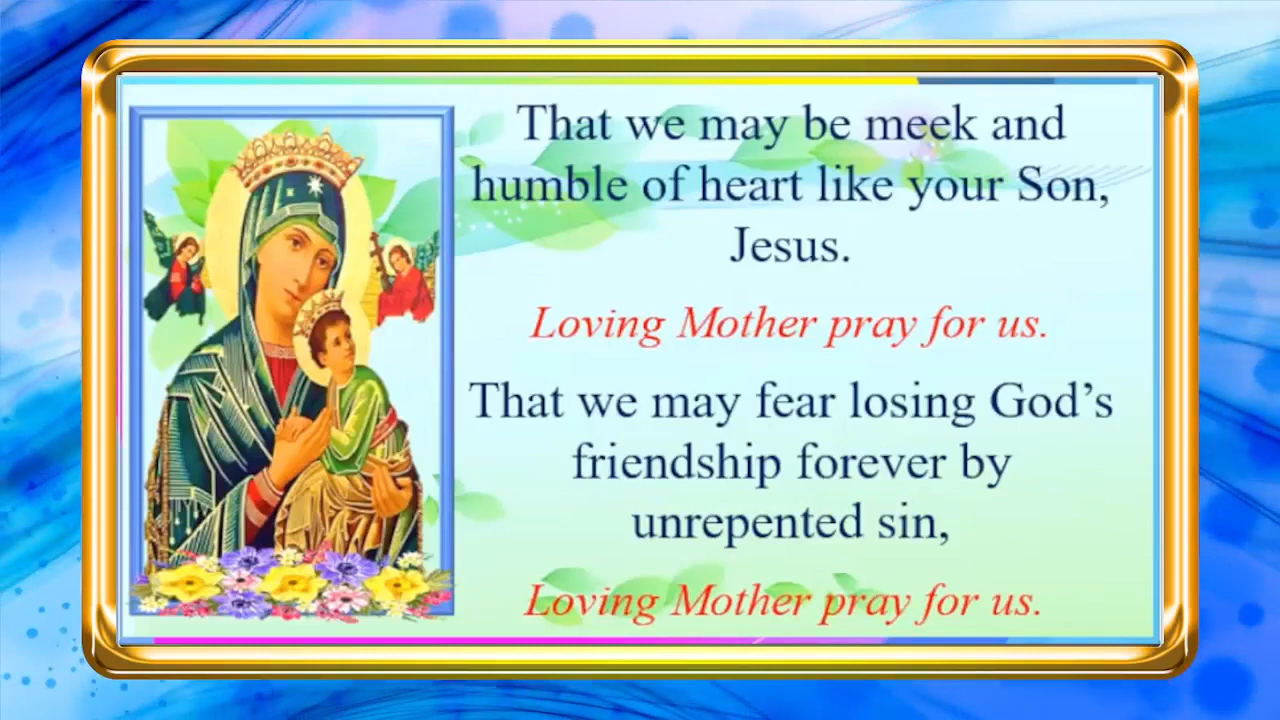 That we may be meek and
humble of heart like your Son,
Jesus.
Loving Mother pray for us.
That we may fear losing God's
friendship forever by
unrepented sin,
Loving Mother pray for us.